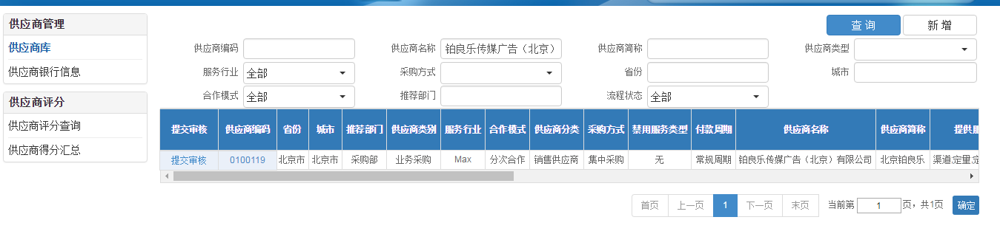 供应商管理
供应商库
供应商银行信息
供应商评分
供应商评分查询
供应商得分汇总
查 询 新 增
供应商编码 供应商名称 铂良乐传媒广告（北京） 供应商简称 供应商类型
服务行业 全部 采购方式 省份 城市
合作模式 全部 推荐部门 流程状态 全部
提交审核 供应商编码 省份 城市 推荐部门 供应商类别 服务行业 合作模式 供应商分类 采购方式 禁用服务类型 付款周期 供应商名称 供应商简称 提供服
提交审核 0100119 北京市 北京市 采购部 业务采购 Max 分次合作 销售供应商 集中采购 无 常规周期 铂良乐传媒广告（北京）有限公司 北京铂良乐 渠道;定量;定
首页 上一页 1 下一页 末页 当前第 1 页，共1页 确定